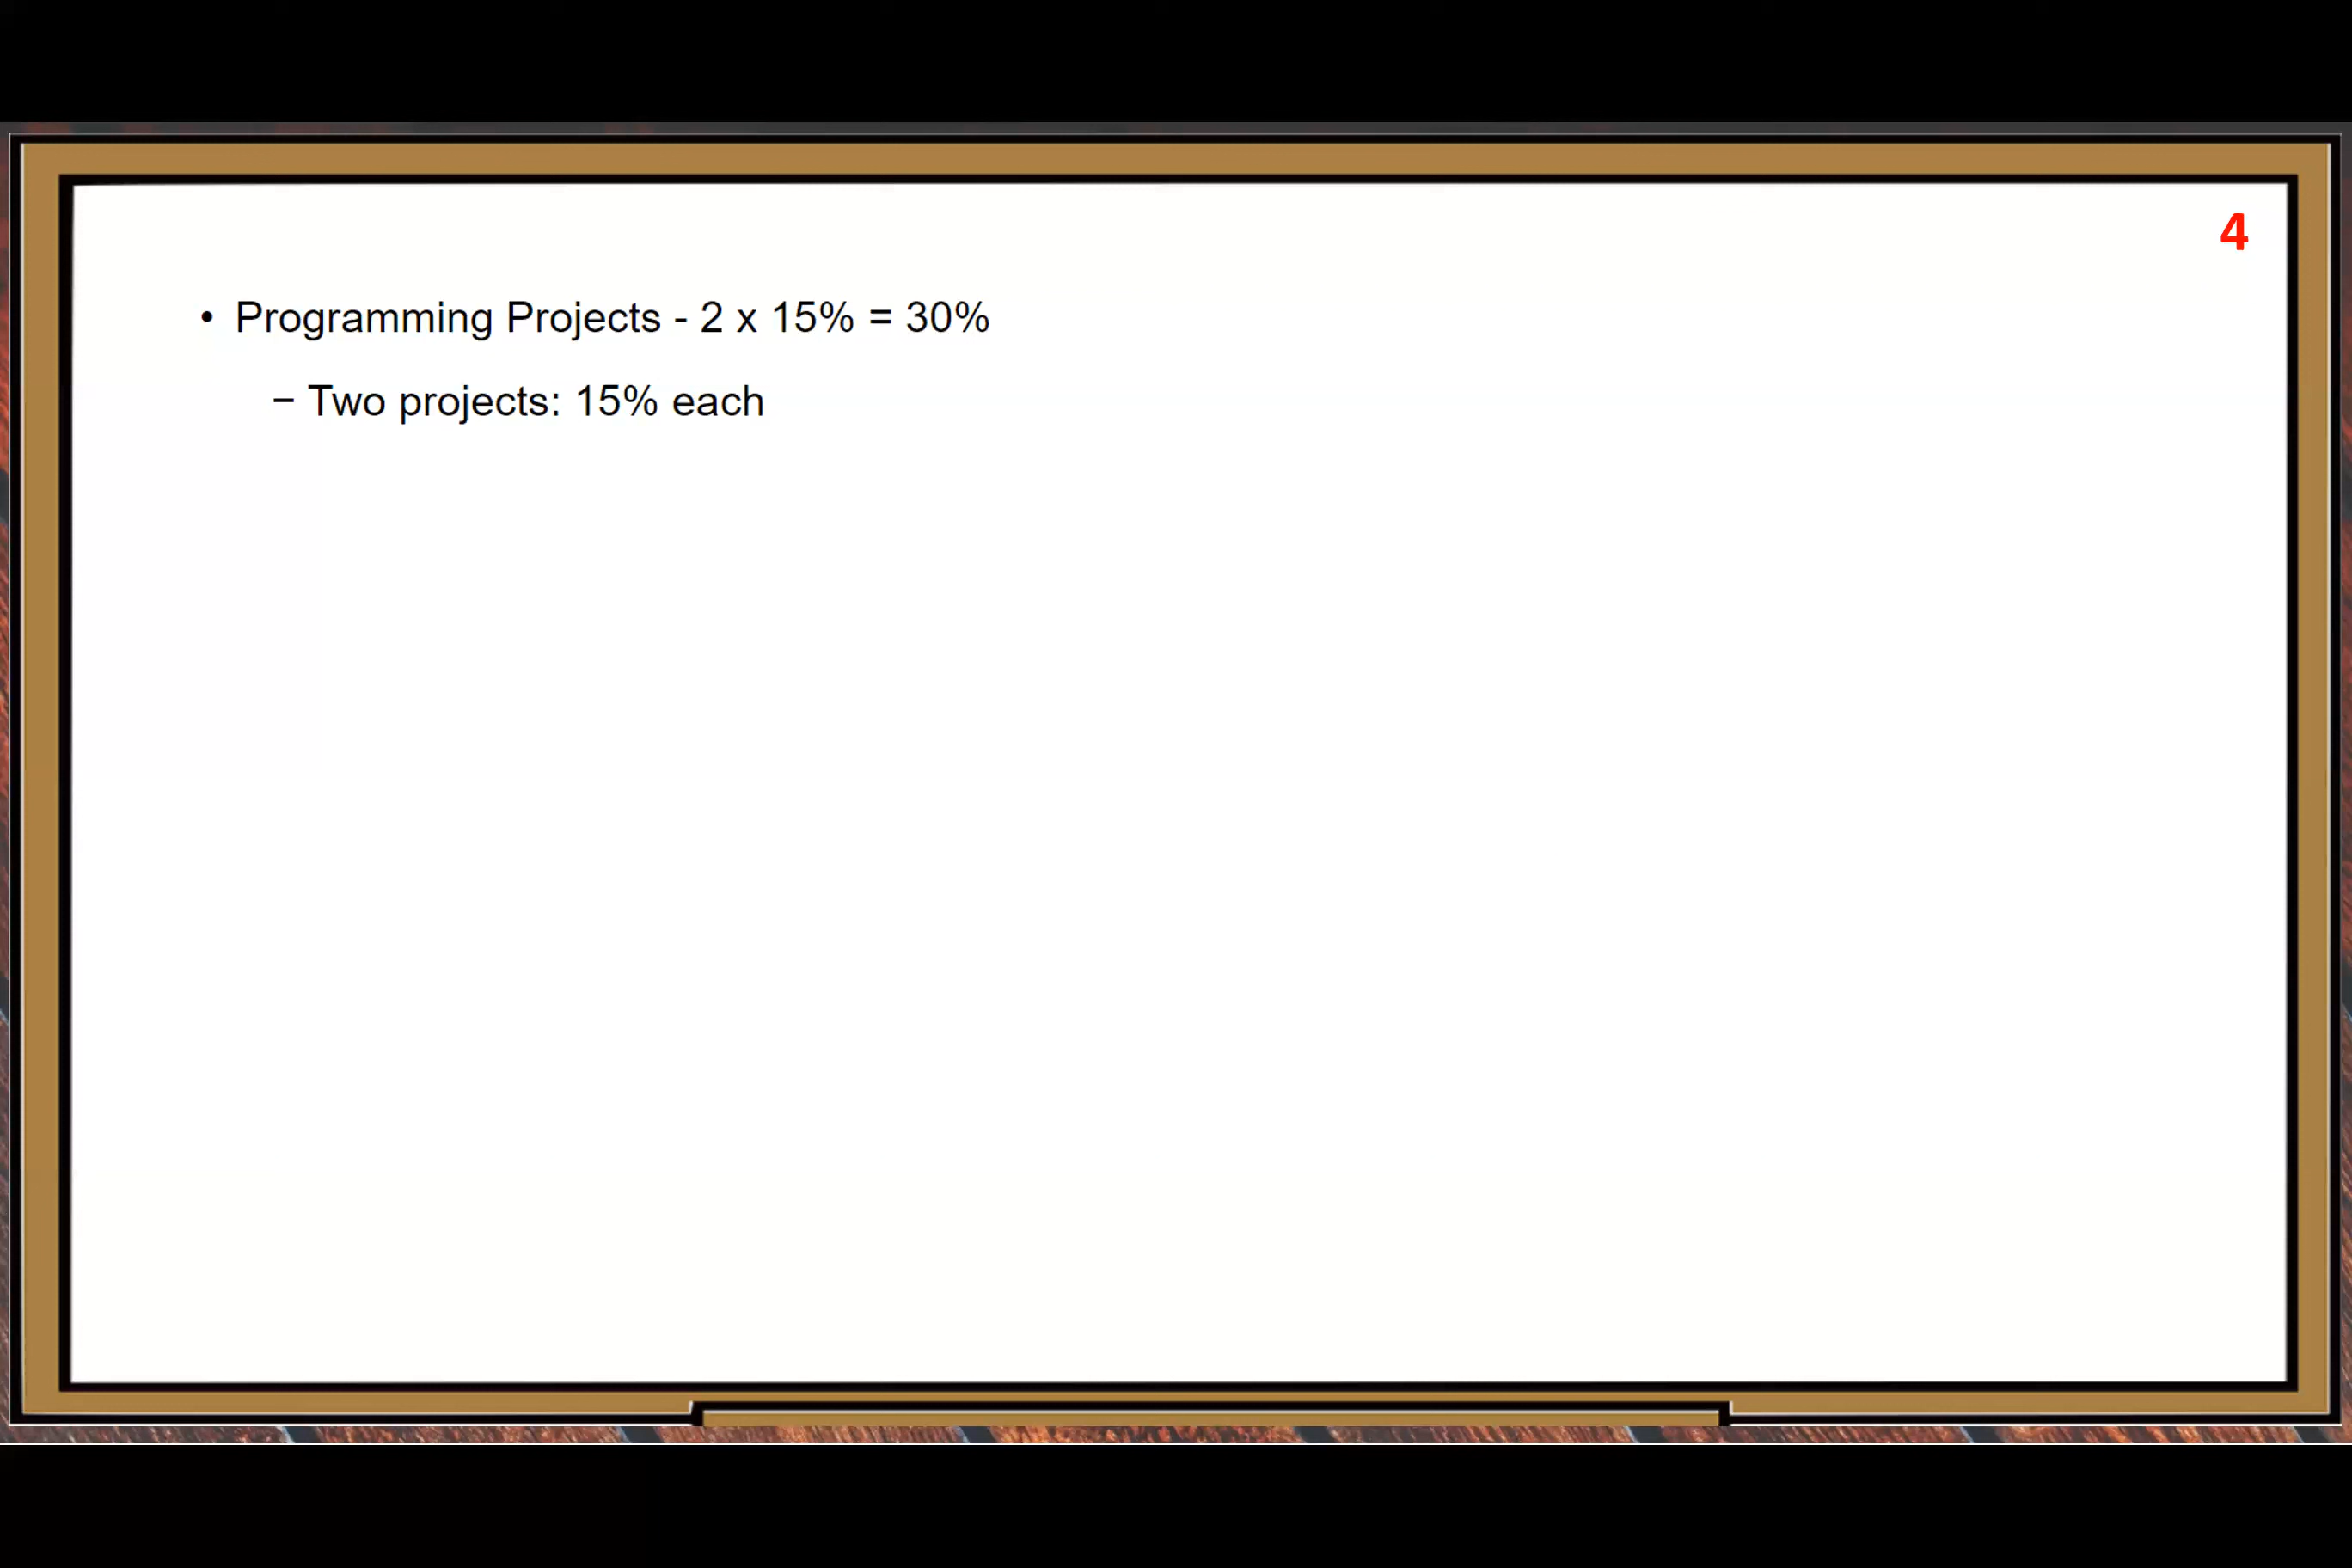 4
• Programming Projects - 2 x 15% = 30%
– Two projects: 15% each